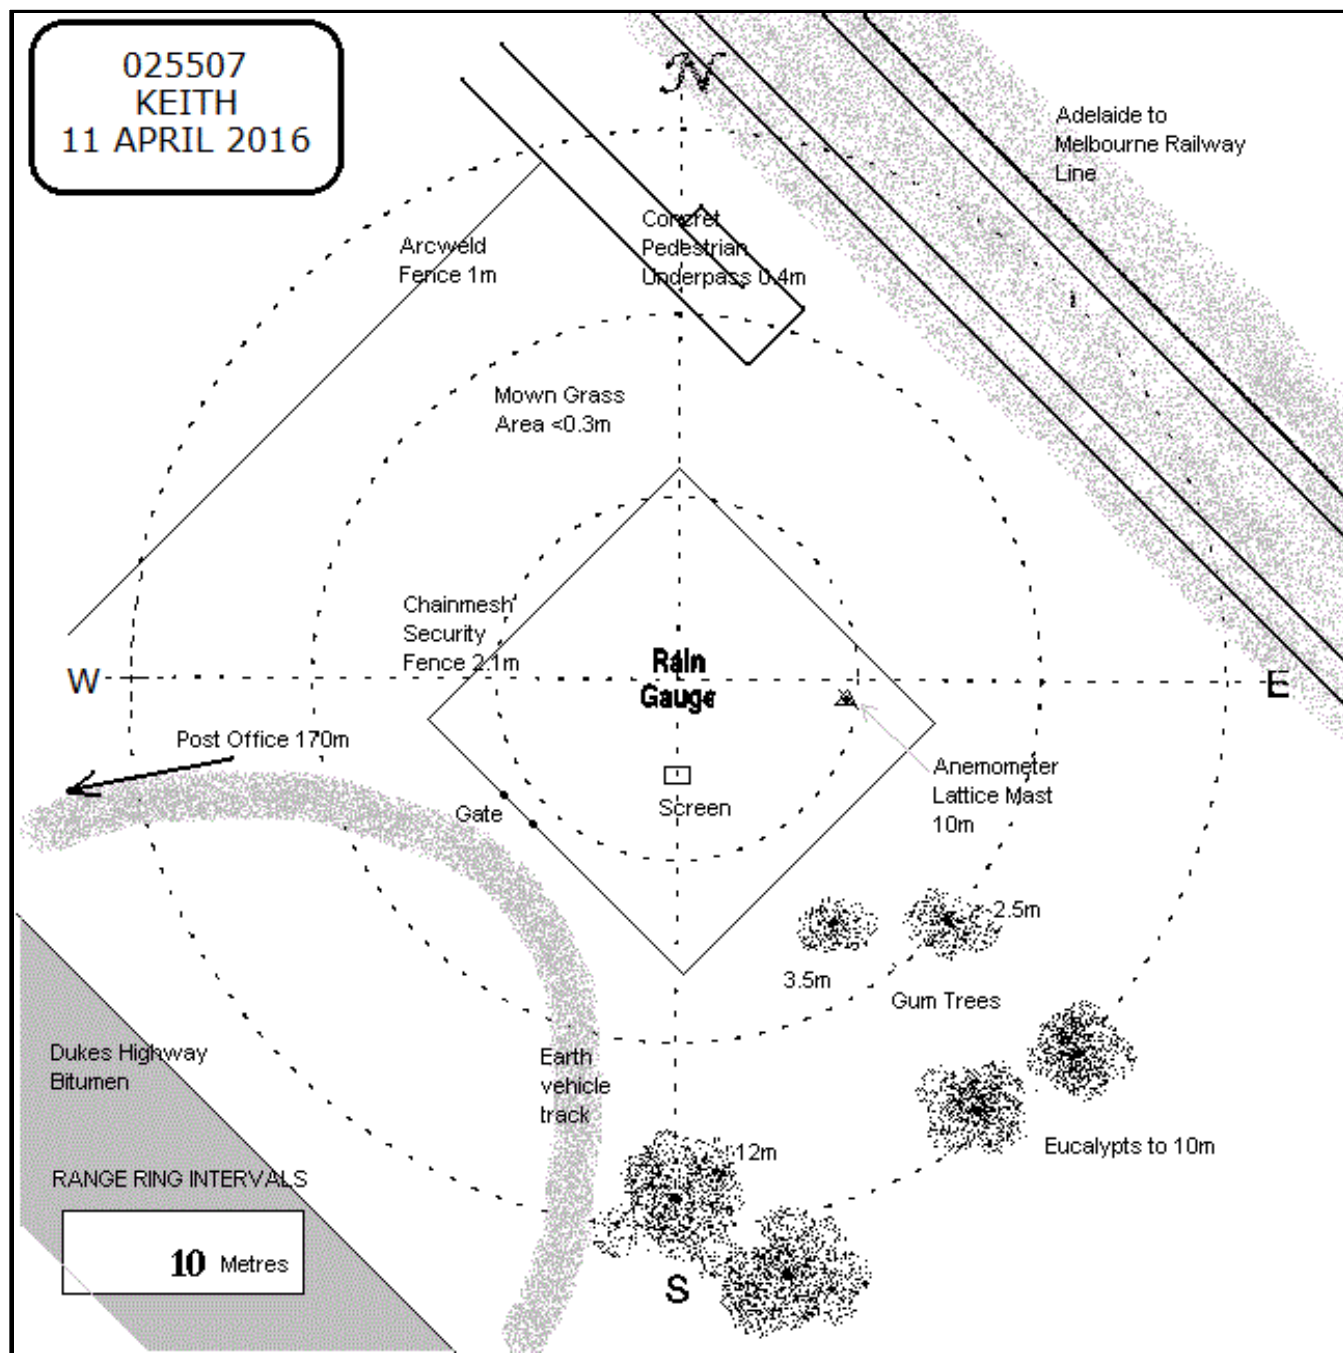 025507
KEITH
11 APRIL 2016
N
Adelaide to
Melbourne Railway
Line
Arcweld
Fence 1m
Concret
Pedestrian
Underpass 0.4m
Mown Grass
Area <0.3m
Chainmesh
Security
Fence 2.1m
Rain
Gauge
W
E
Post Office 170m
Gate
Screen
Anemometer
Lattice Mast
10m
2.5m
3.5m
Gum Trees
Dukes Highway
Bitumen
Earth
vehicle
track
12m
Eucalypts to 10m
RANGE RING INTERVALS
10 Metres
S